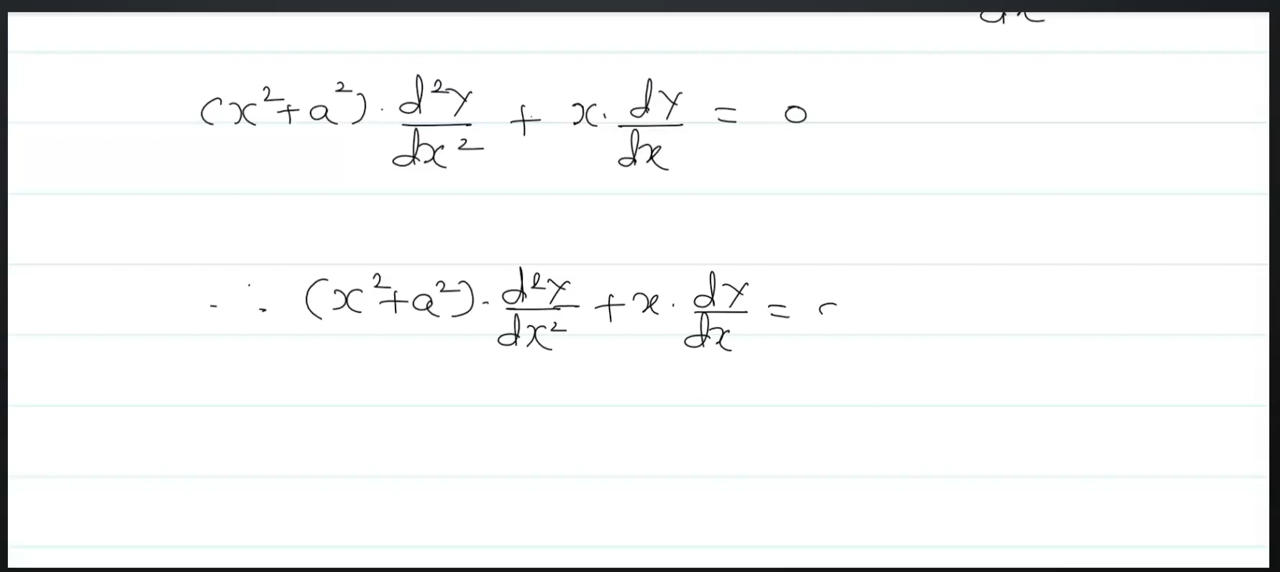 (x²+a²)·d²y/dx² + x·dy/dx = 0
∴ (x²+a²)·d²y/dx² + x·dy/dx =